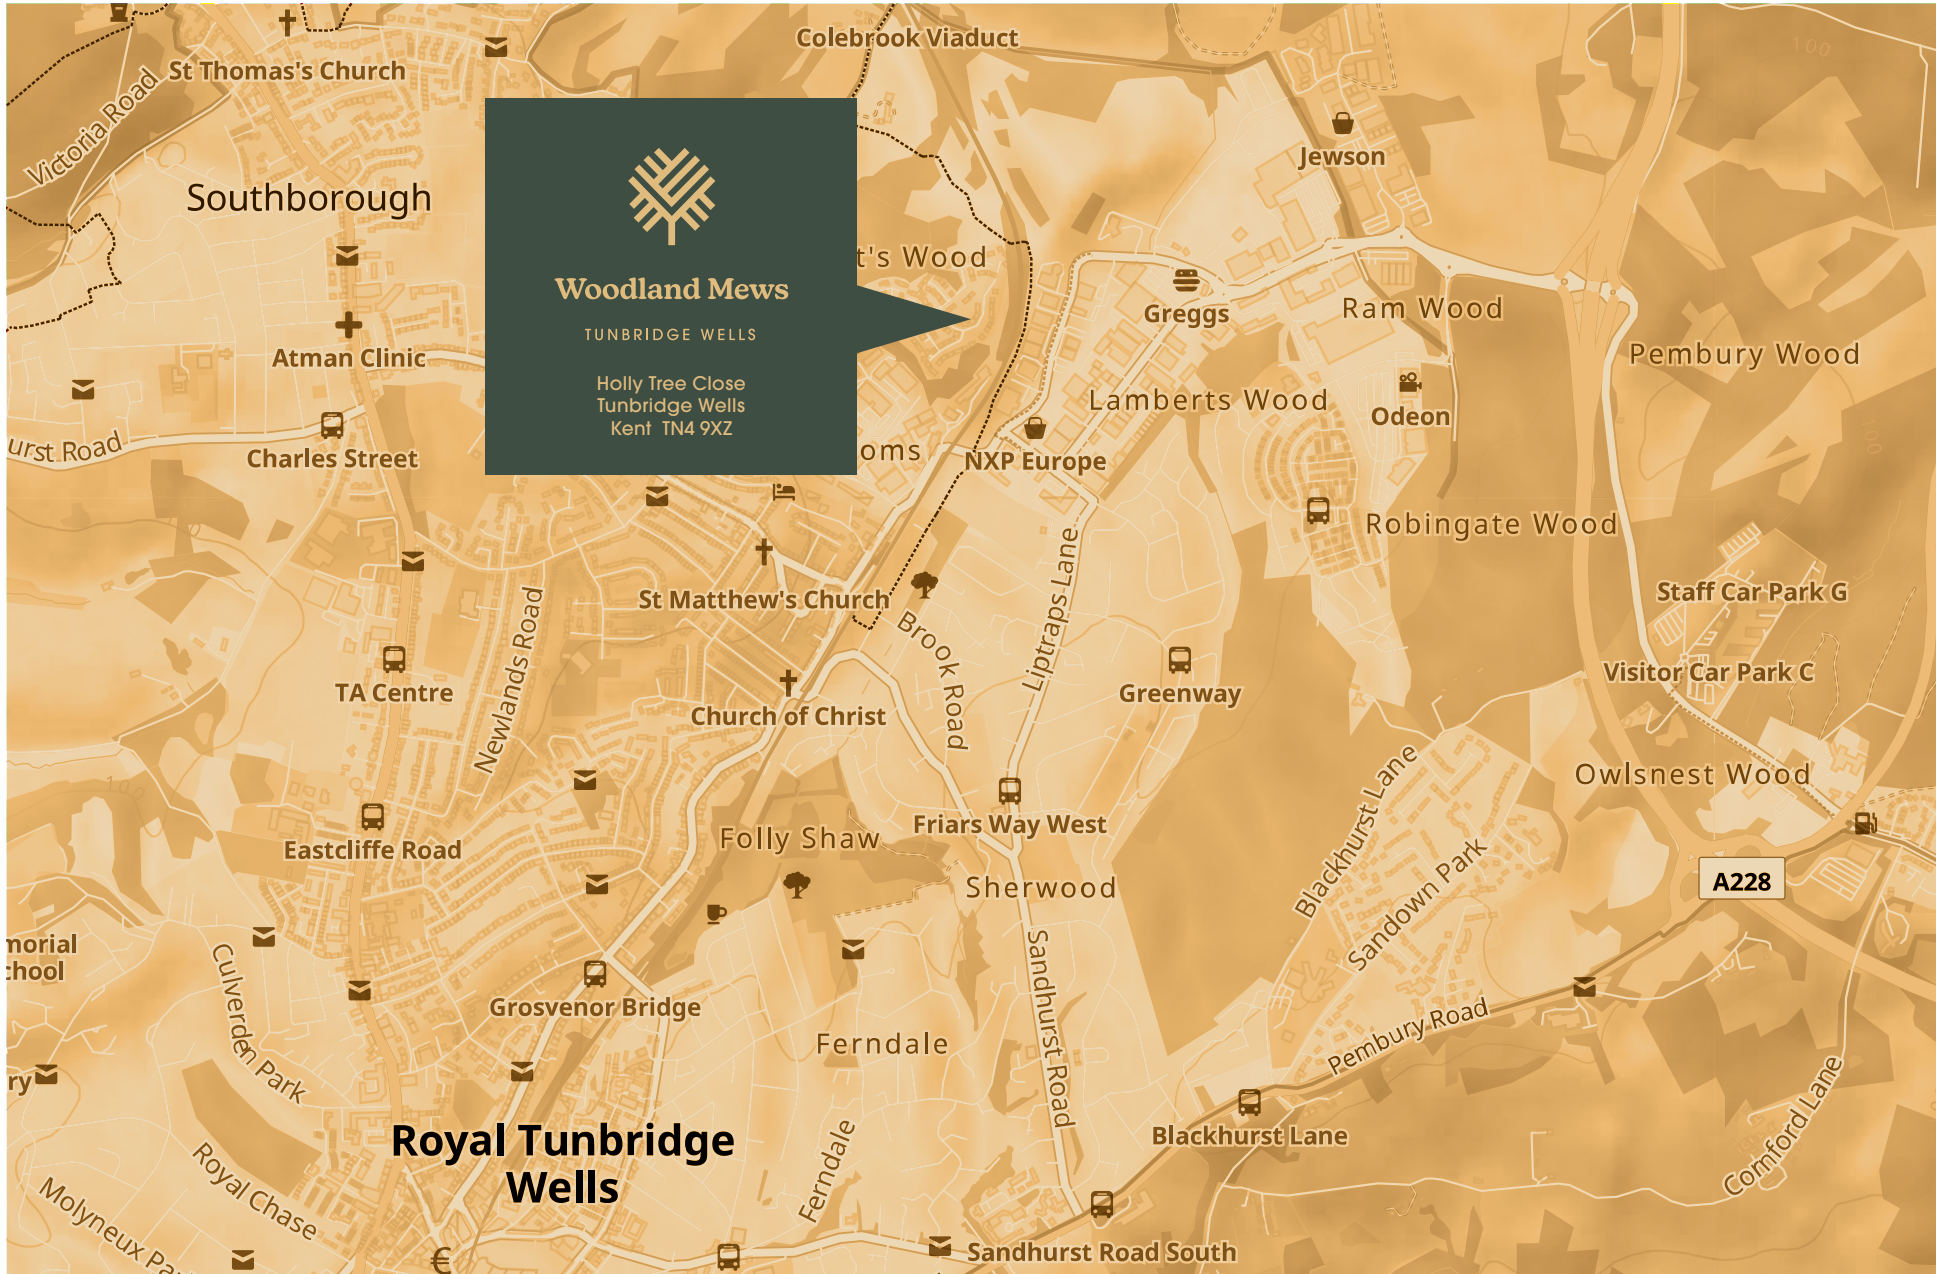 Colebrook Viaduct
St Thomas's Church
Victoria Road
Southborough
Jewson
100
t's Wood
Woodland Mews
TUNBRIDGE WELLS
Holly Tree Close
Tunbridge Wells
Kent TN4 9XZ
Greggs
Ram Wood
Pembury Wood
Atman Clinic
Lamberts Wood
Odeon
urst Road
Charles Street
oms
NXP Europe
100
Robingate Wood
Liptraps Lane
St Matthew's Church
Staff Car Park G
Brook Road
Newlands Road
TA Centre
Greenway
Visitor Car Park C
Church of Christ
Blackhurst Lane
Owlsnest Wood
Eastcliffe Road
Folly Shaw
Friars Way West
Sherwood
A228
Sandown Park
morial
chool
Culverden Park
Grosvenor Bridge
Sandhurst Road
Pembury Road
Ferndale
ry
Royal Tunbridge
Wells
Blackhurst Lane
Cornford Lane
Royal Chase
Ferndale
Molyneux Pa
€
Sandhurst Road South